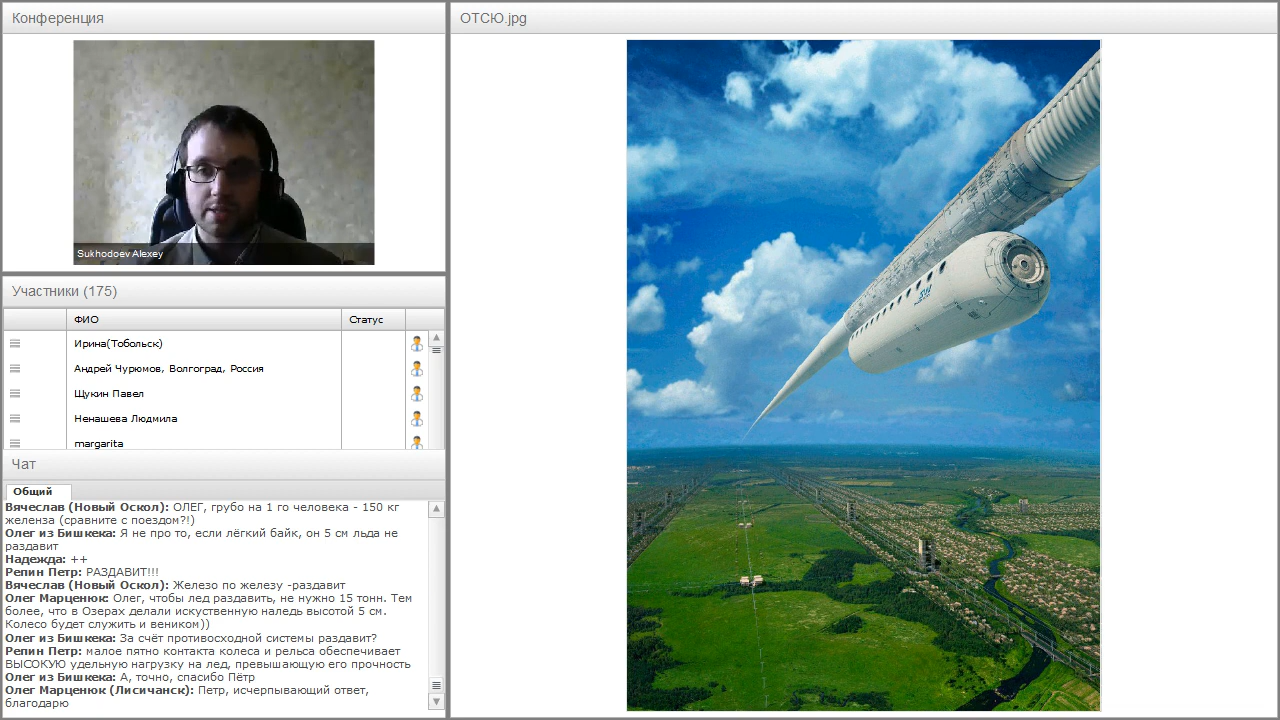 Конференция
Sukhodoev Alexey
Участники (175)
ФИО
Статус
Ирина(Тобольск)
Андрей Чурюмов, Волгоград, Россия
Щукин Павел
Ненашева Людмила
margarita
Чат
Общий
Вячеслав (Новый Оскол): ОЛЕГ, грубо на 1 го человека - 150 кг
железа (сравните с поездом?!)
Олег из Бишкека: Я не про то, если лёгкий байк, он 5 см льда не
раздавит
Надежда: ++
Репин Петр: РАЗДАВИТ!!!
Вячеслав (Новый Оскол): Железо по железу -раздавит
Олег Марценюк: Олег, чтобы лед раздавить, не нужно 15 тонн. Тем
более, что в Озерах делали искуственную наледь высотой 5 см.
Колесо будет служить и веником))
Олег из Бишкека: За счёт противосходной системы раздавит?
Репин Петр: малое пятно контакта колеса и рельса обеспечивает
ВЫСОКУЮ удельную нагрузку на лед, превышающую его прочность
Олег из Бишкека: А, точно, спасибо Пётр
Олег Марценюк (Лисичанск): Петр, исчерпывающий ответ,
благодарю
ОТСЮ.jpg